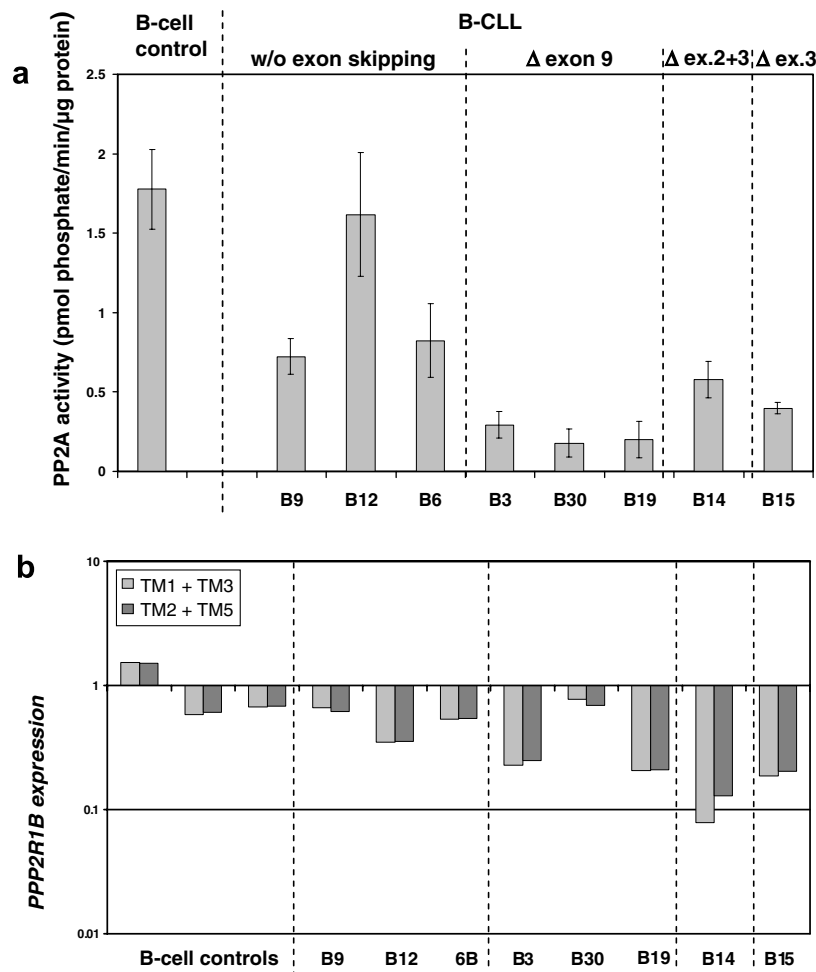 B-cell control
B-CLL
w/o exon skipping
Δ exon 9
Δ ex.2+3
Δ ex.3
a
PP2A activity (pmol phosphate/min/µg protein)
2.5
2
1.5
1
0.5
0
B9 B12 B6 B3 B30 B19 B14 B15
b
PPP2R1B expression
10
1
0.1
0.01
TM1 + TM3
TM2 + TM5
B-cell controls B9 B12 6B B3 B30 B19 B14 B15